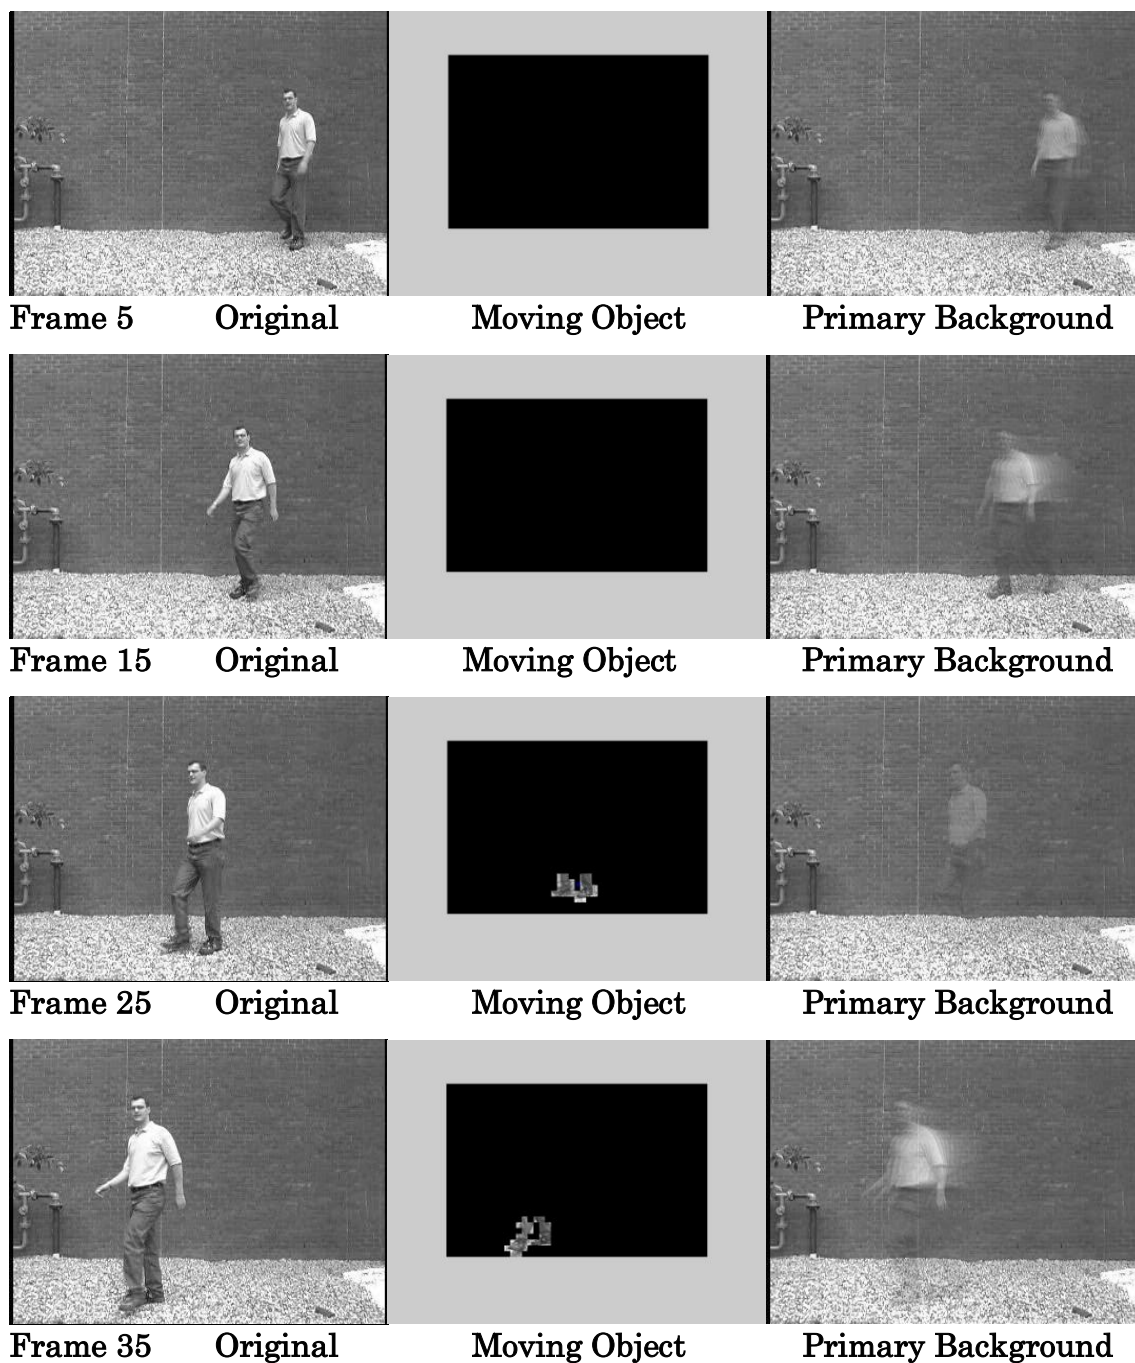 Frame 5 Original Moving Object Primary Background
Frame 15 Original Moving Object Primary Background
Frame 25 Original Moving Object Primary Background
Frame 35 Original Moving Object Primary Background